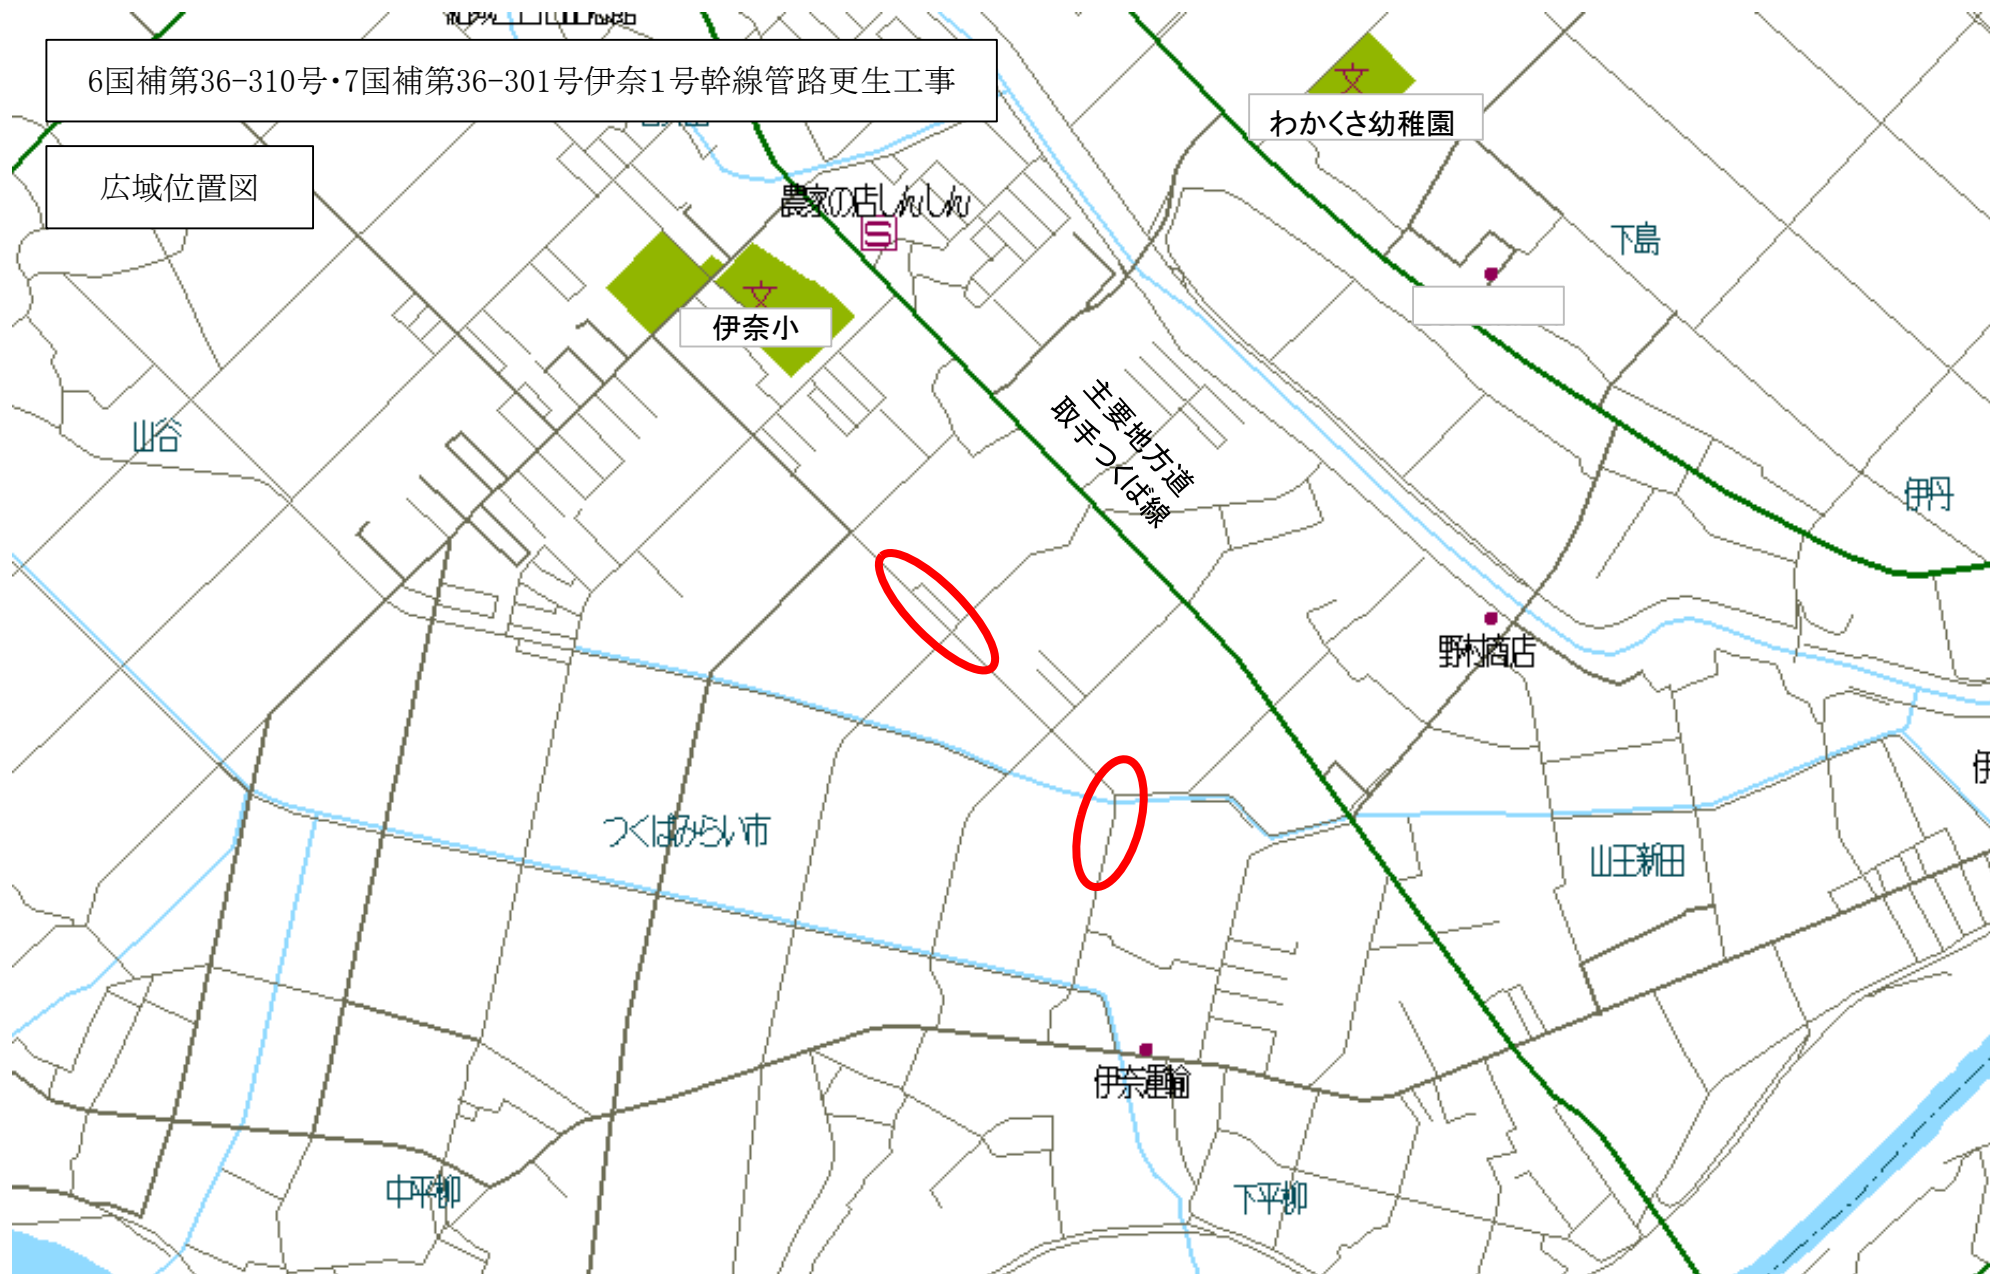 6国補第36-310号・7国補第36-301号伊奈１号幹線管路更生工事
広域位置図
わかくさ幼稚園
農家の店しんしん
S
下島
文
文
伊奈小
主要地方道
取手つくば線
山谷
伊丹
野村商店
つくばみらい市
山王新田
伊奈運輸
中平柳
下平柳